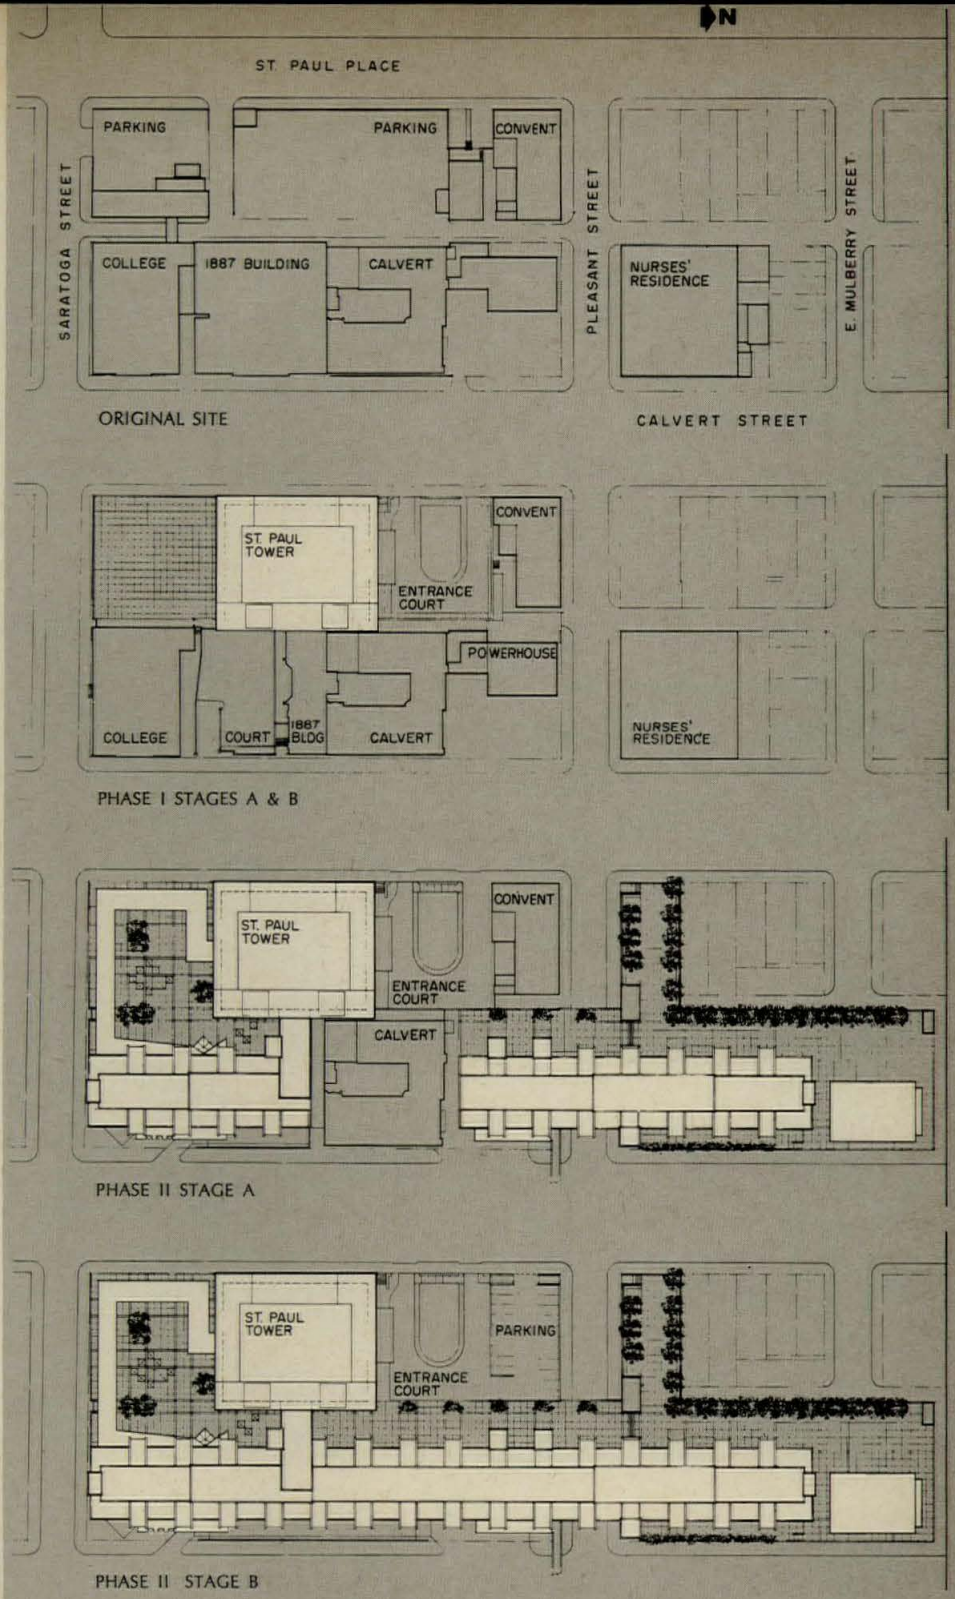 N
ST. PAUL PLACE
PARKING
PARKING
CONVENT
SARATOGA STREET
PLEASANT STREET
E. MULBERRY STREET
COLLEGE
1887 BUILDING
CALVERT
NURSES'
RESIDENCE
ORIGINAL SITE
CALVERT STREET
ST. PAUL
TOWER
CONVENT
ENTRANCE
COURT
POWERHOUSE
COLLEGE
COURT
1887
BLDG
CALVERT
NURSES'
RESIDENCE
PHASE I STAGES A & B
ST. PAUL
TOWER
CONVENT
ENTRANCE
COURT
CALVERT
PHASE II STAGE A
ST. PAUL
TOWER
PARKING
ENTRANCE
COURT
PHASE II STAGE B